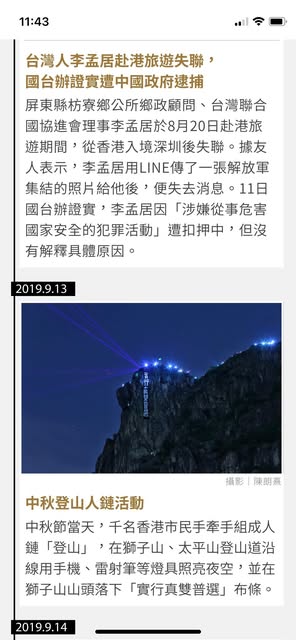 11:43
台灣人李孟居赴港旅遊失聯，
國台辦證實遭中國政府逮捕
屏東縣枋寮鄉公所鄉政顧問、台灣聯合
國協進會理事李孟居於8月20日赴港旅
遊期間，從香港入境深圳後失聯。據友
人表示，李孟居用LINE傳了一張解放軍
集結的照片給他後，便失去消息。11日
國台辦證實，李孟居因「涉嫌從事危害
國家安全的犯罪活動」遭扣押中，但沒
有解釋具體原因。
2019.9.13
攝影｜陳朗熹
中秋登山人鏈活動
中秋節當天，千名香港市民手牽手組成人
鏈「登山」，在獅子山、太平山登山道沿
線用手機、雷射筆等燈具照亮夜空，並在
獅子山山頭落下「實行真雙普選」布條。
2019.9.14